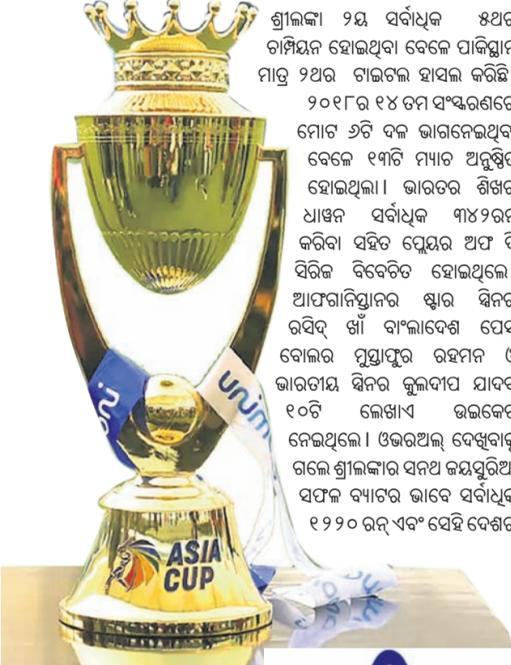 ଶ୍ରୀଲଙ୍କା ୨ୟ ସର୍ବାଧିକ ୫ଥର
ଚାମ୍ପିୟନ ହୋଇଥିବା ବେଳେ ପାକିସ୍ତାନ
ମାତ୍ର ୨ଥର ଟାଇଟଲ ହାସଲ କରିଛି
୨୦୧୮ର ୧୪ ତମ ସଂସ୍କରଣରେ
ମୋଟ ୬ଟି ଦଳ ଭାଗନେଇଥିବା
ବେଳେ ୧୩ଟି ମ୍ୟାଚ ଅନୁଷ୍ଠିତ
ହୋଇଥିଲା। ଭାରତର ଶିଖର
ଧାୱନ ସର୍ବାଧିକ ୩୪୨ରନ
କରିବା ସହିତ ପ୍ଲେୟର ଅଫ ଦି
ସିରିଜ ବିବେଚିତ ହୋଇଥିଲେ
ଆଫଗାନିସ୍ତାନର ଷ୍ଟାର ସ୍ପିନର
ରସିଦ୍ ଖାଁ ବାଂଲାଦେଶ ପେସ
ବୋଲର ମୁସ୍ତାଫୁର ରହମନ ଓ
ଭାରତୀୟ ସ୍ପିନର କୁଲଦୀପ ଯାଦବ
୧୦ଟି ଲେଖାଏ ଉଇକେଟ
ନେଇଥିଲେ। ଓଭରଅଲ୍ ଦେଖିବାକୁ
ଗଲେ ଶ୍ରୀଲଙ୍କାର ସନଥ ଜୟସୁରିଆ
ସଫଳ ବ୍ୟାଟର ଭାବେ ସର୍ବାଧିକ
୧୨୨୦ ରନ୍ ଏବଂ ସେହି ଦେଶର
ASIA
CUP